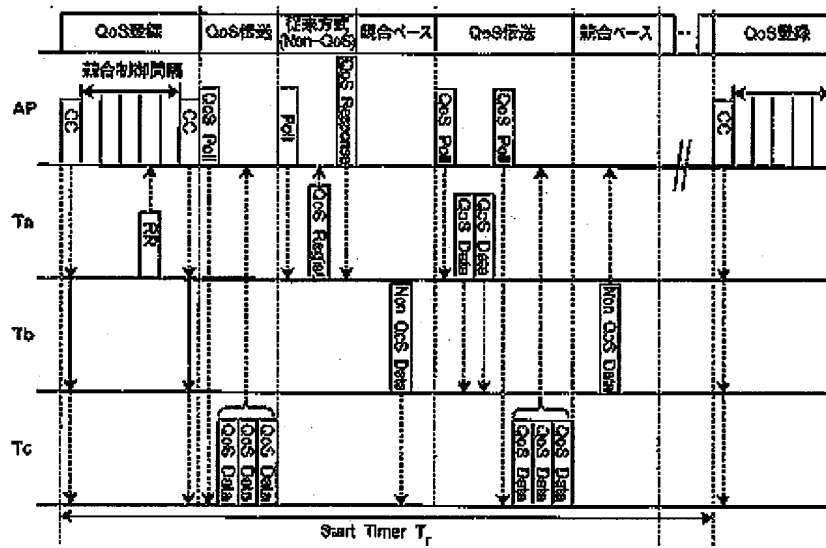 QoS登録
QoS伝送
従来方式
(Non-QoS)
競合ベース
QoS伝送
競合ベース
...
QoS登録
競合制御間隔
AP
CC
CC
QoS Poll
Poll
QoS Response
QoS Poll
QoS Poll
CC
Ta
RR
QoS Regist
QoS Data
QoS Data
Tb
Non QoS Data
Non QoS Data
Tc
QoS Data
QoS Data
QoS Data
QoS Data
QoS Data
QoS Data
Start Timer Tr